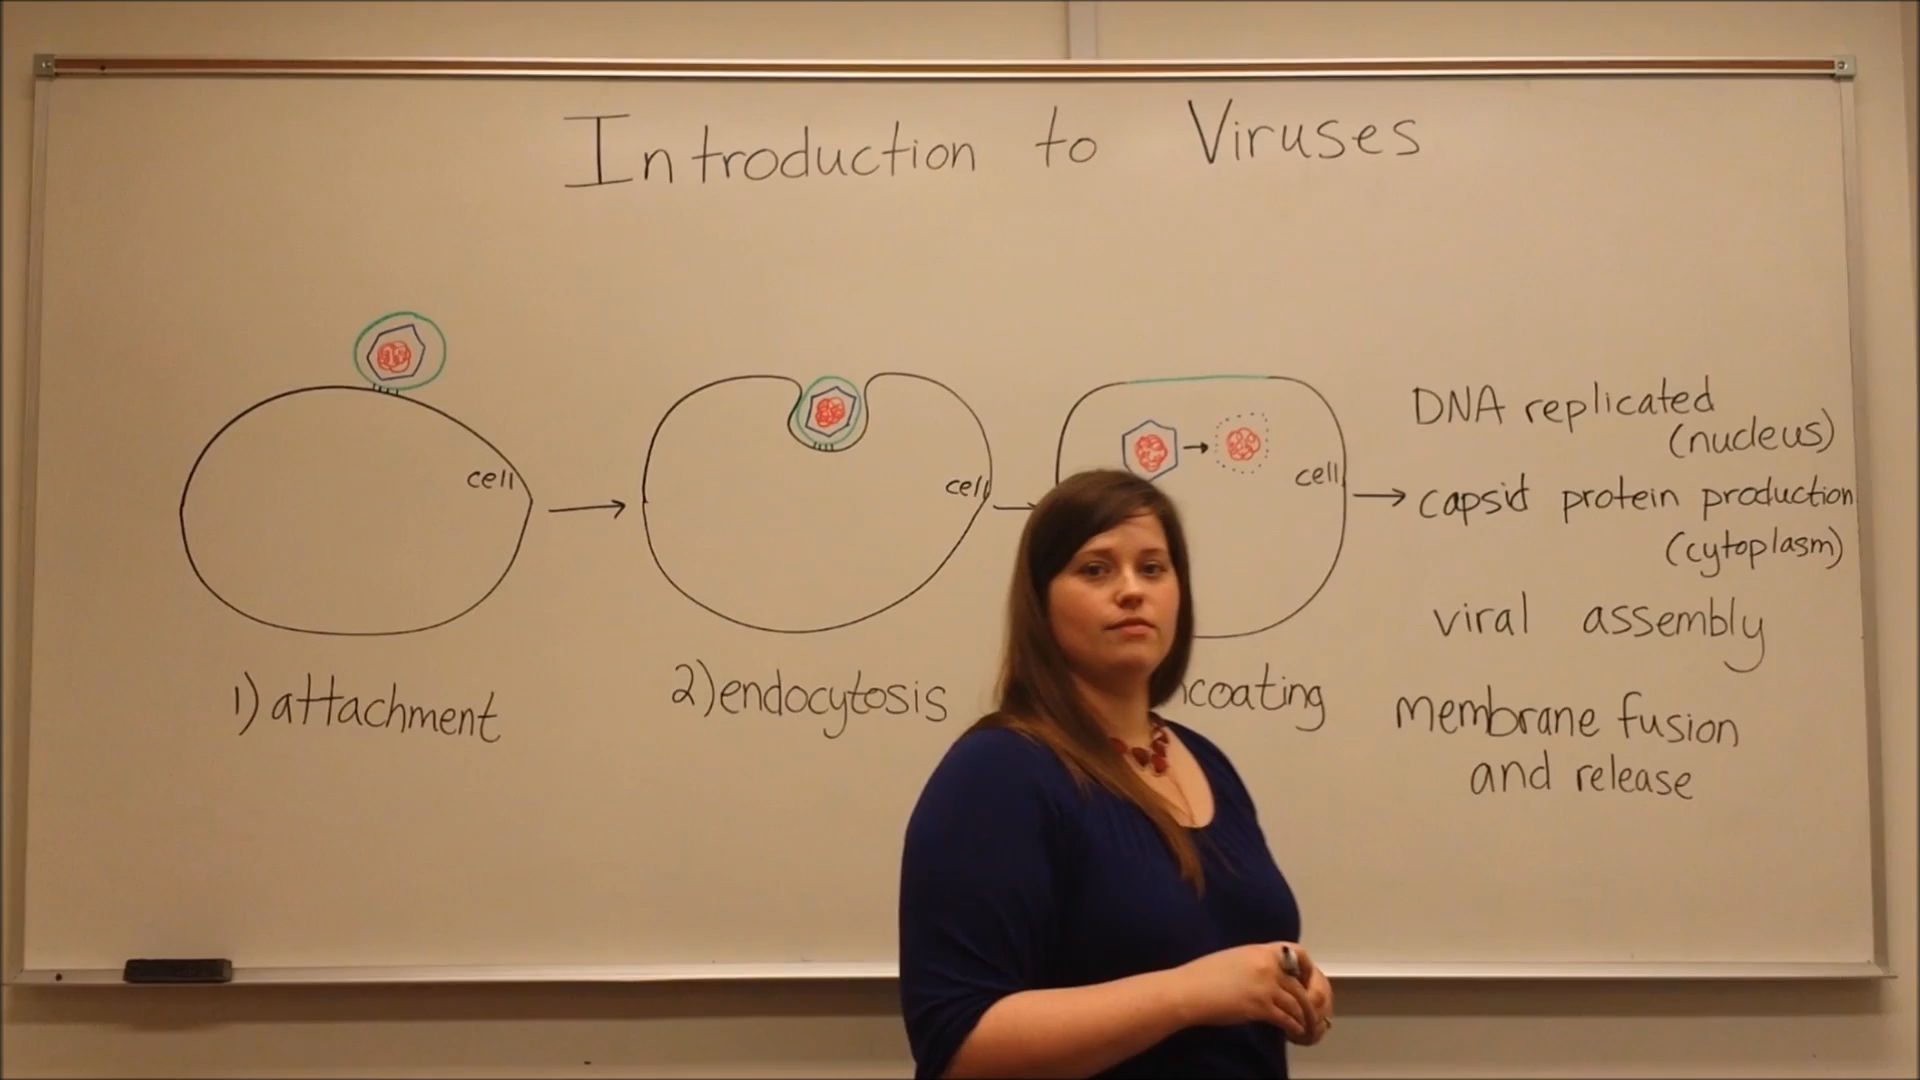 Introduction to Viruses
cell
cell
cell
1) attachment
2) endocytosis
coating
DNA replicated
(nucleus)
capsid protein production
(cytoplasm)
viral assembly
membrane fusion
and release